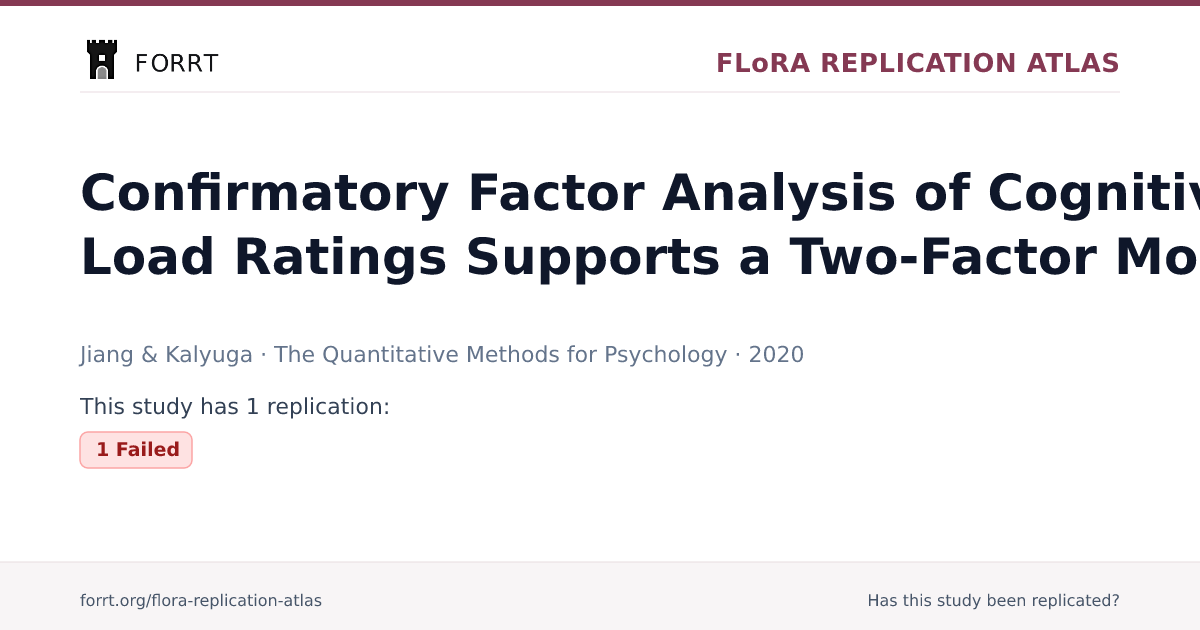 FORRT
FLoRA REPLICATION ATLAS
Confirmatory Factor Analysis of
Load Ratings Supports a Two-Factor
Jiang & Kalyuga · The Quantitative Methods for Psychology · 2020
This study has 1 replication:
1 Failed
forrt.org/flora-replication-atlas
Has this study been replicated?